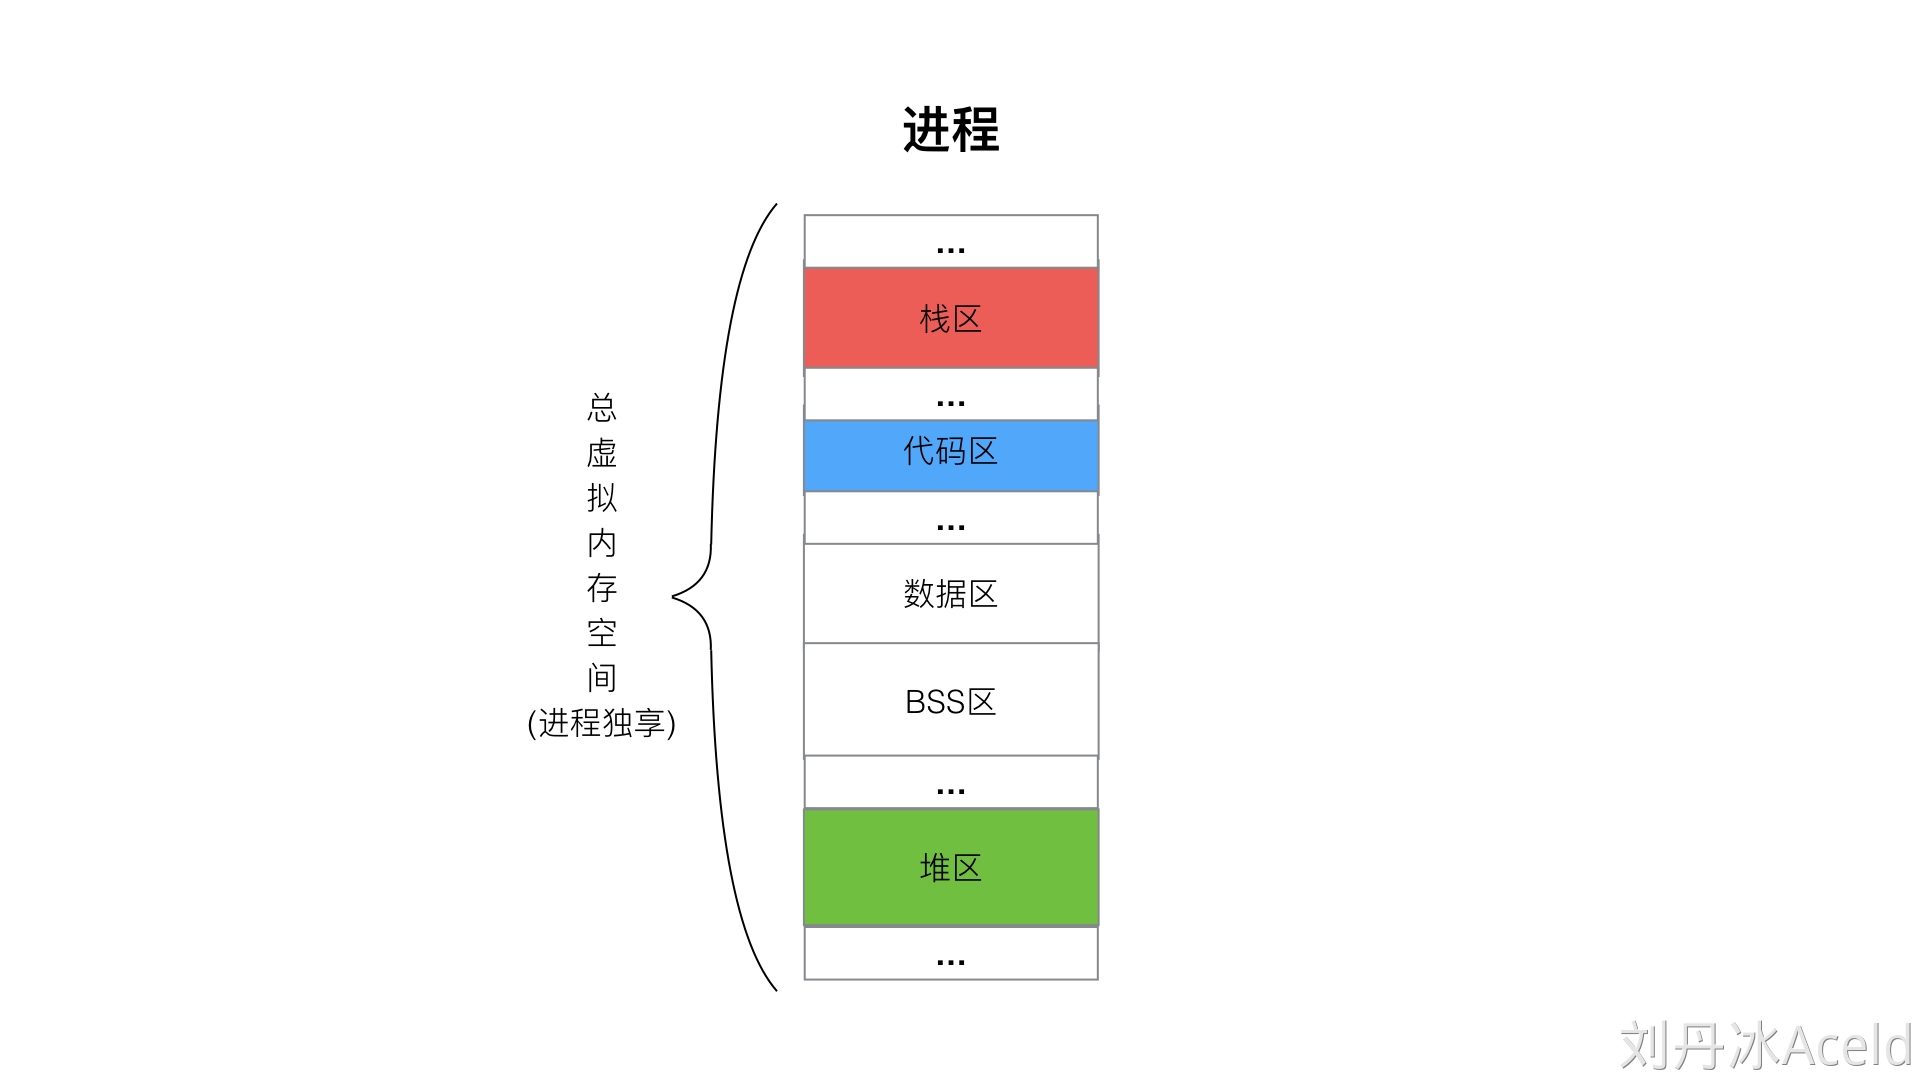 进程
...
栈区
...
代码区
...
数据区
BSS区
...
堆区
...
总
虚
拟
内
存
空
间
(进程独享)
刘丹冰Aceld